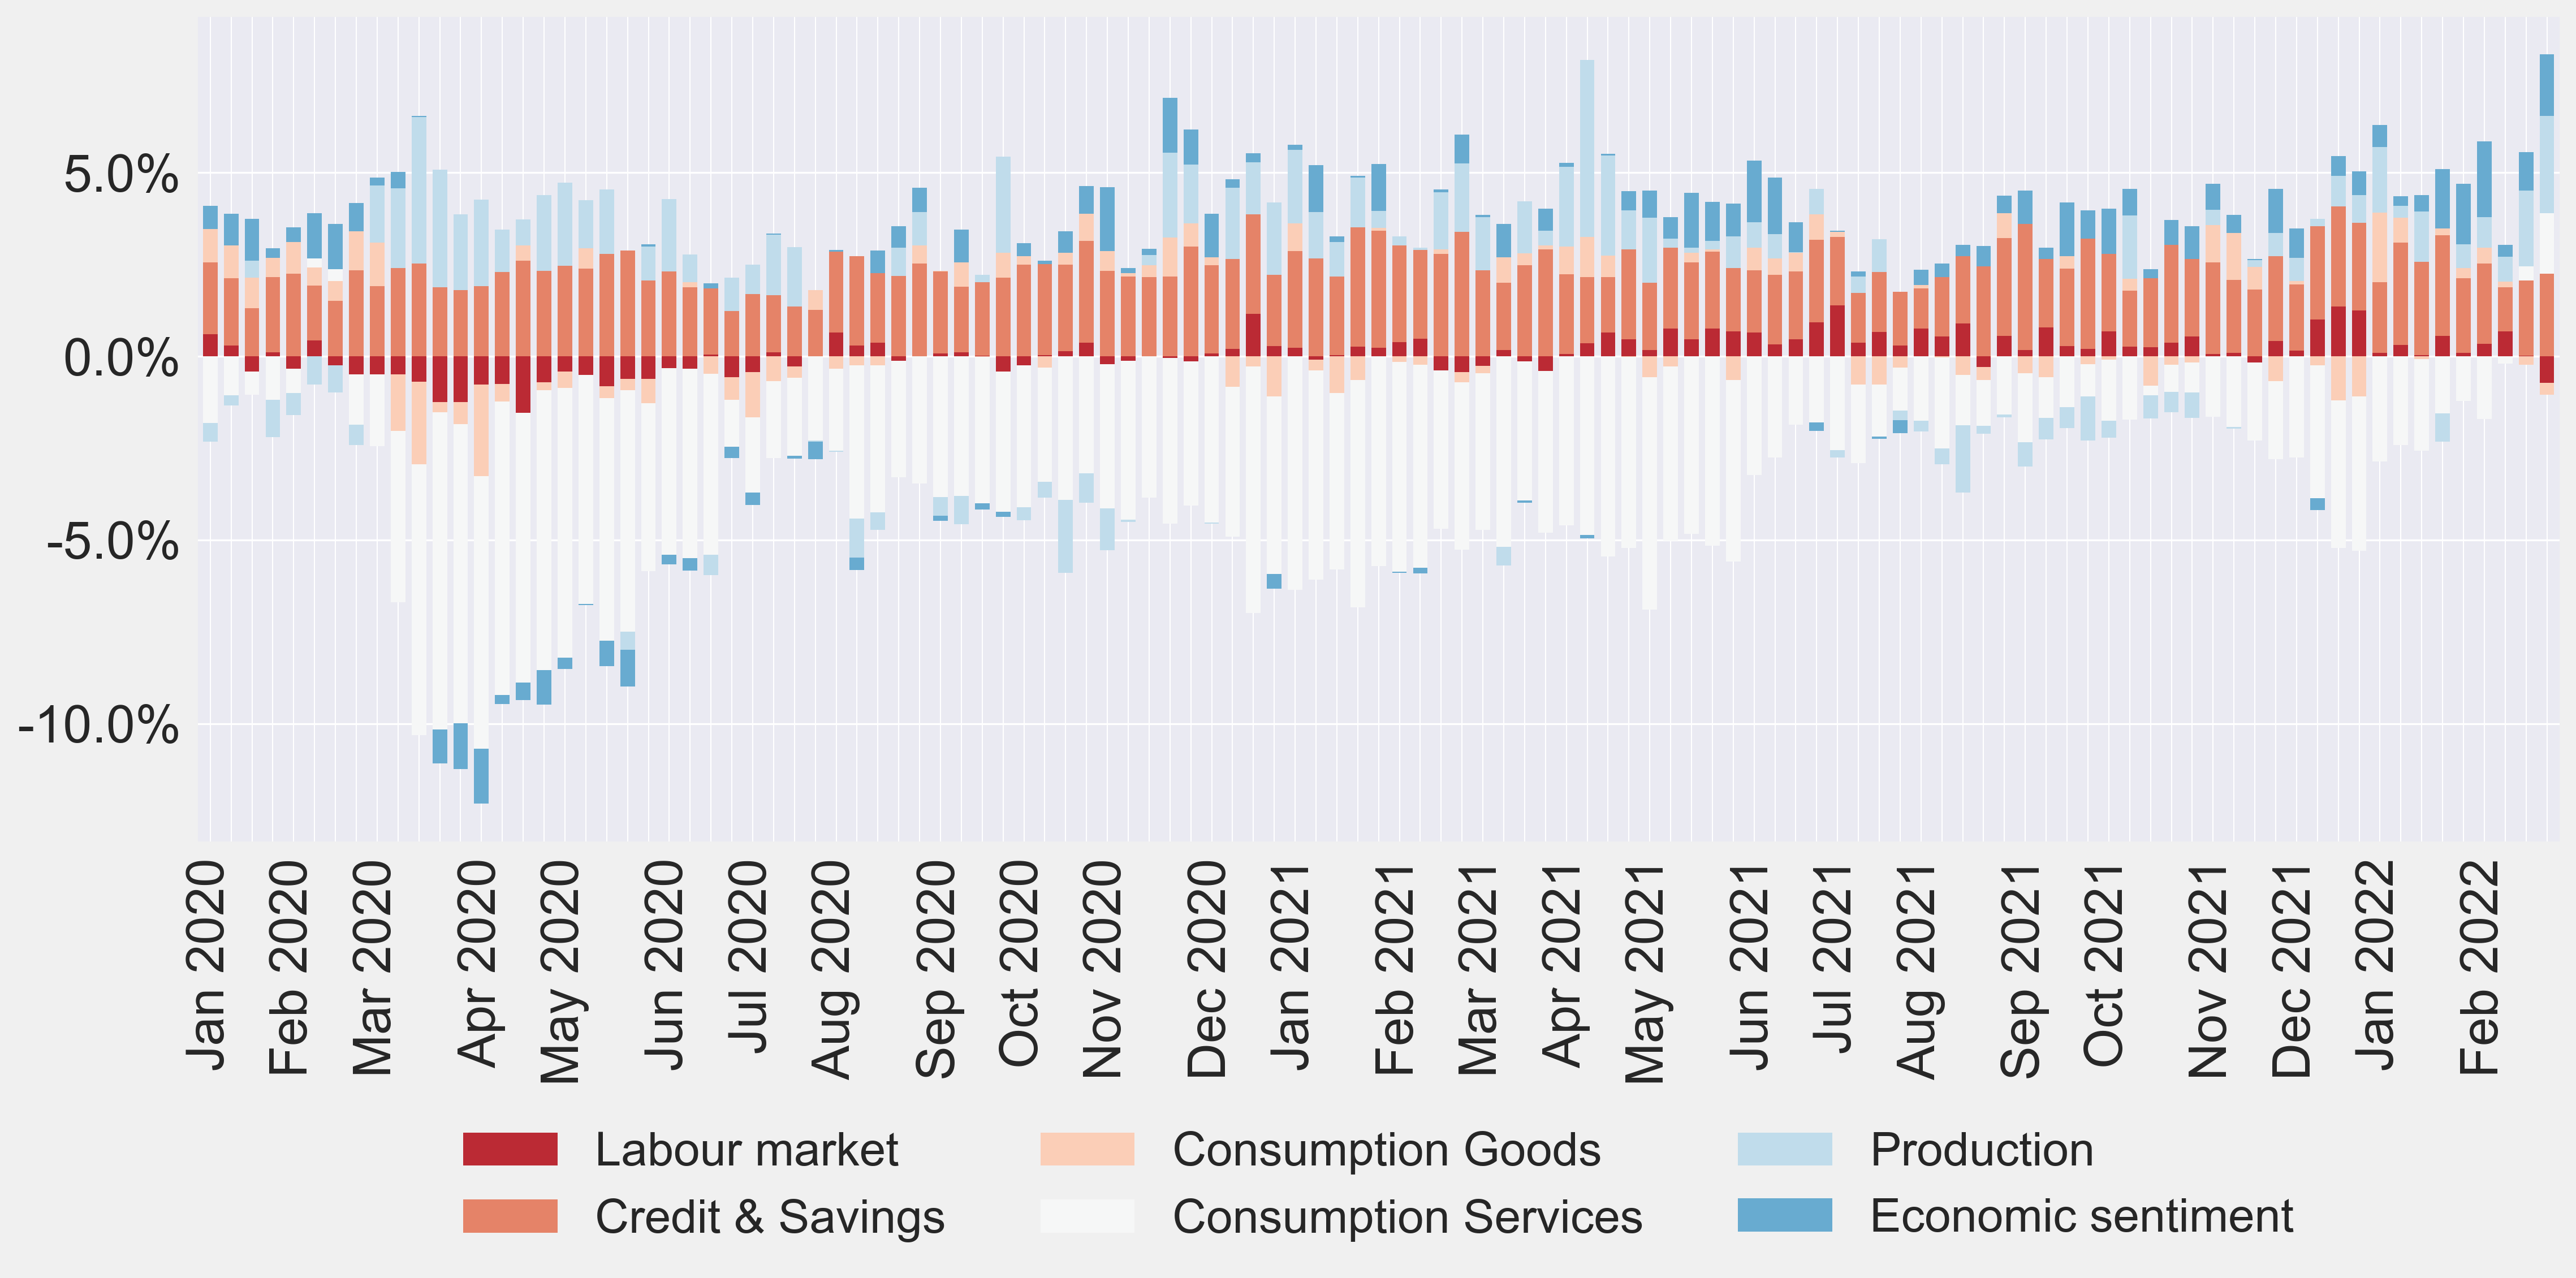 5.0%
0.0%
-5.0%
-10.0%
Jan 2020
Feb 2020
Mar 2020
Apr 2020
May 2020
Jun 2020
Jul 2020
Aug 2020
Sep 2020
Oct 2020
Nov 2020
Dec 2020
Jan 2021
Feb 2021
Mar 2021
Apr 2021
May 2021
Jun 2021
Jul 2021
Aug 2021
Sep 2021
Oct 2021
Nov 2021
Dec 2021
Jan 2022
Feb 2022
Labour market
Consumption Goods
Production
Credit & Savings
Consumption Services
Economic sentiment